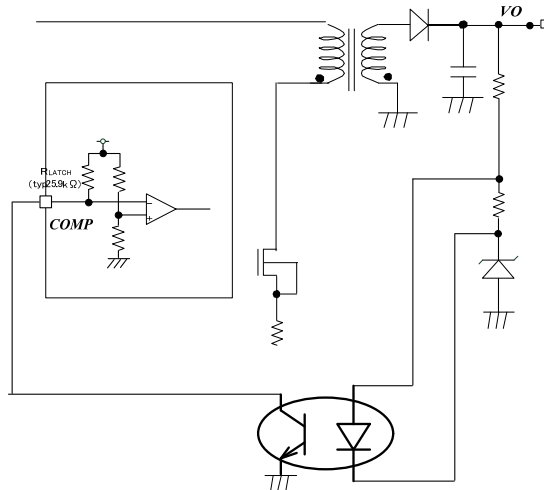 VO
RLATCH
(typ25.9kΩ)
COMP
−
+